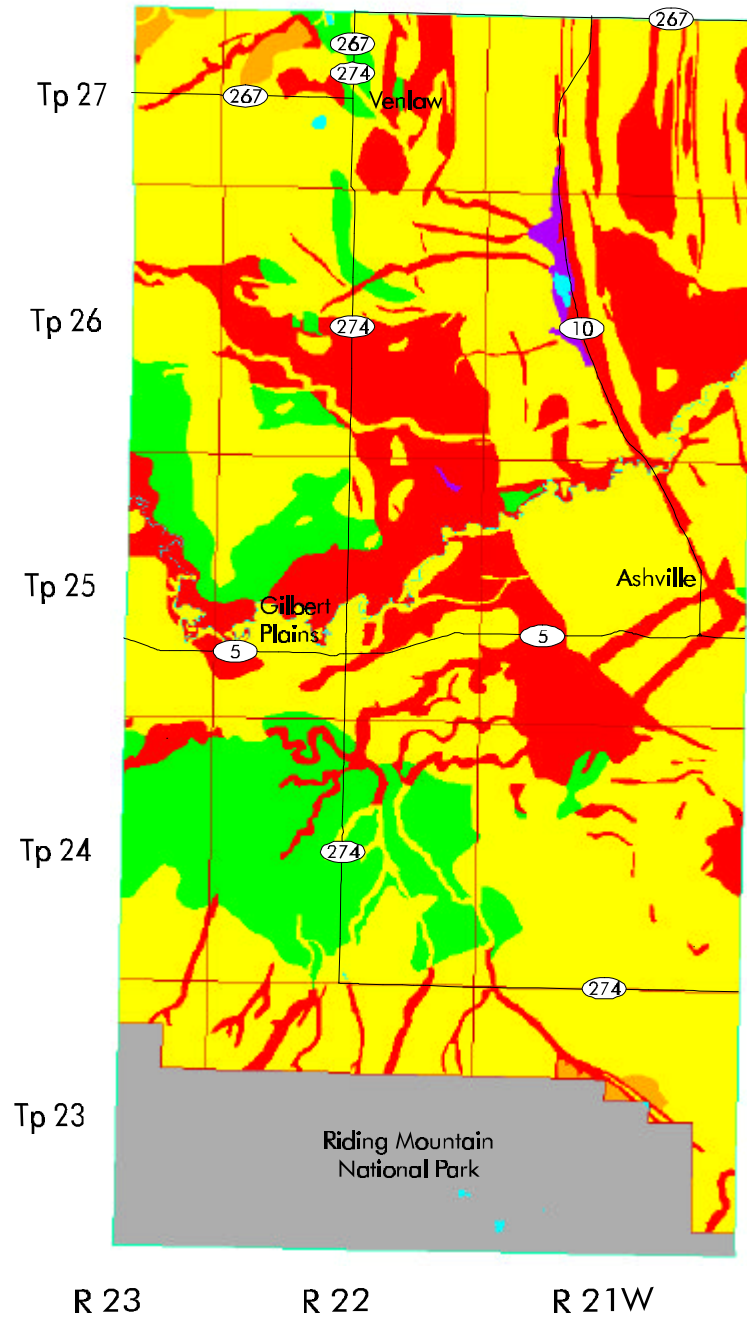 267
267
274
Tp 27
267
Venlaw
Tp 26
274
10
Tp 25
Ashville
Gilbert
Plains
5
5
Tp 24
274
274
Tp 23
Riding Mountain
National Park
R 23
R 22
R 21W